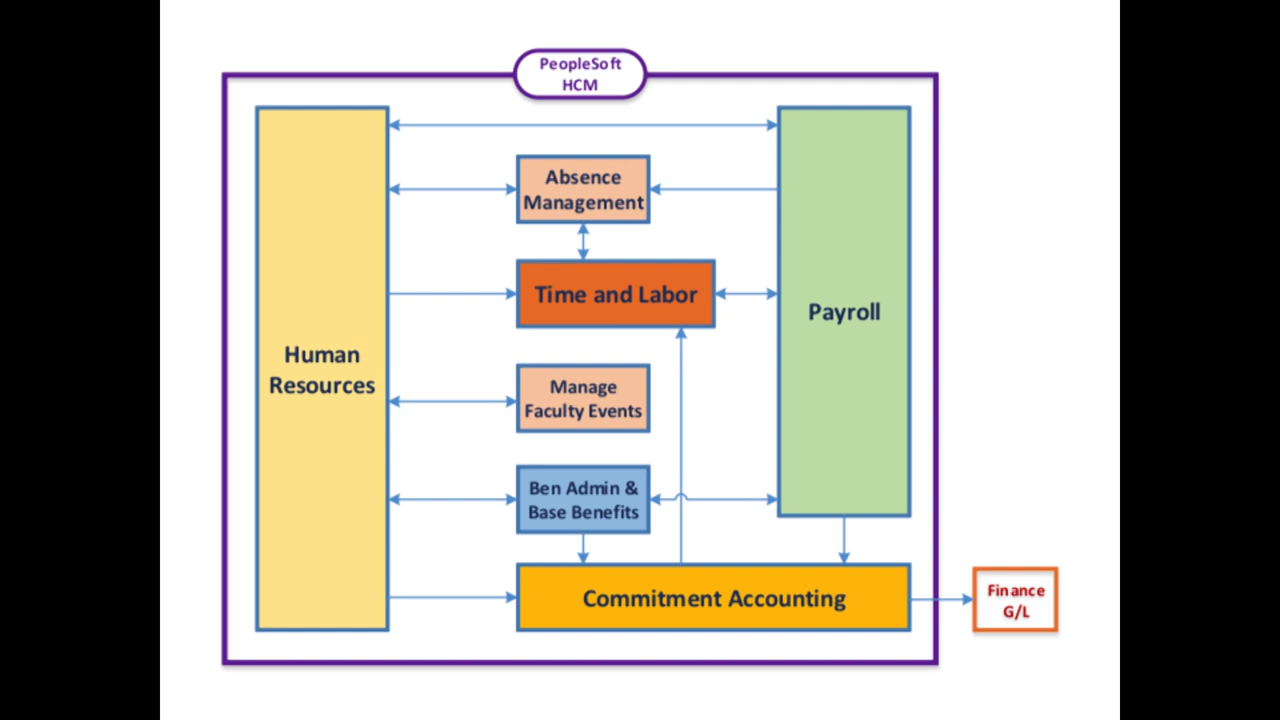 PeopleSoft
HCM
Absence
Management
Time and Labor
Payroll
Human
Resources
Manage
Faculty Events
Ben Admin &
Base Benefits
Commitment Accounting
Finance
G/L